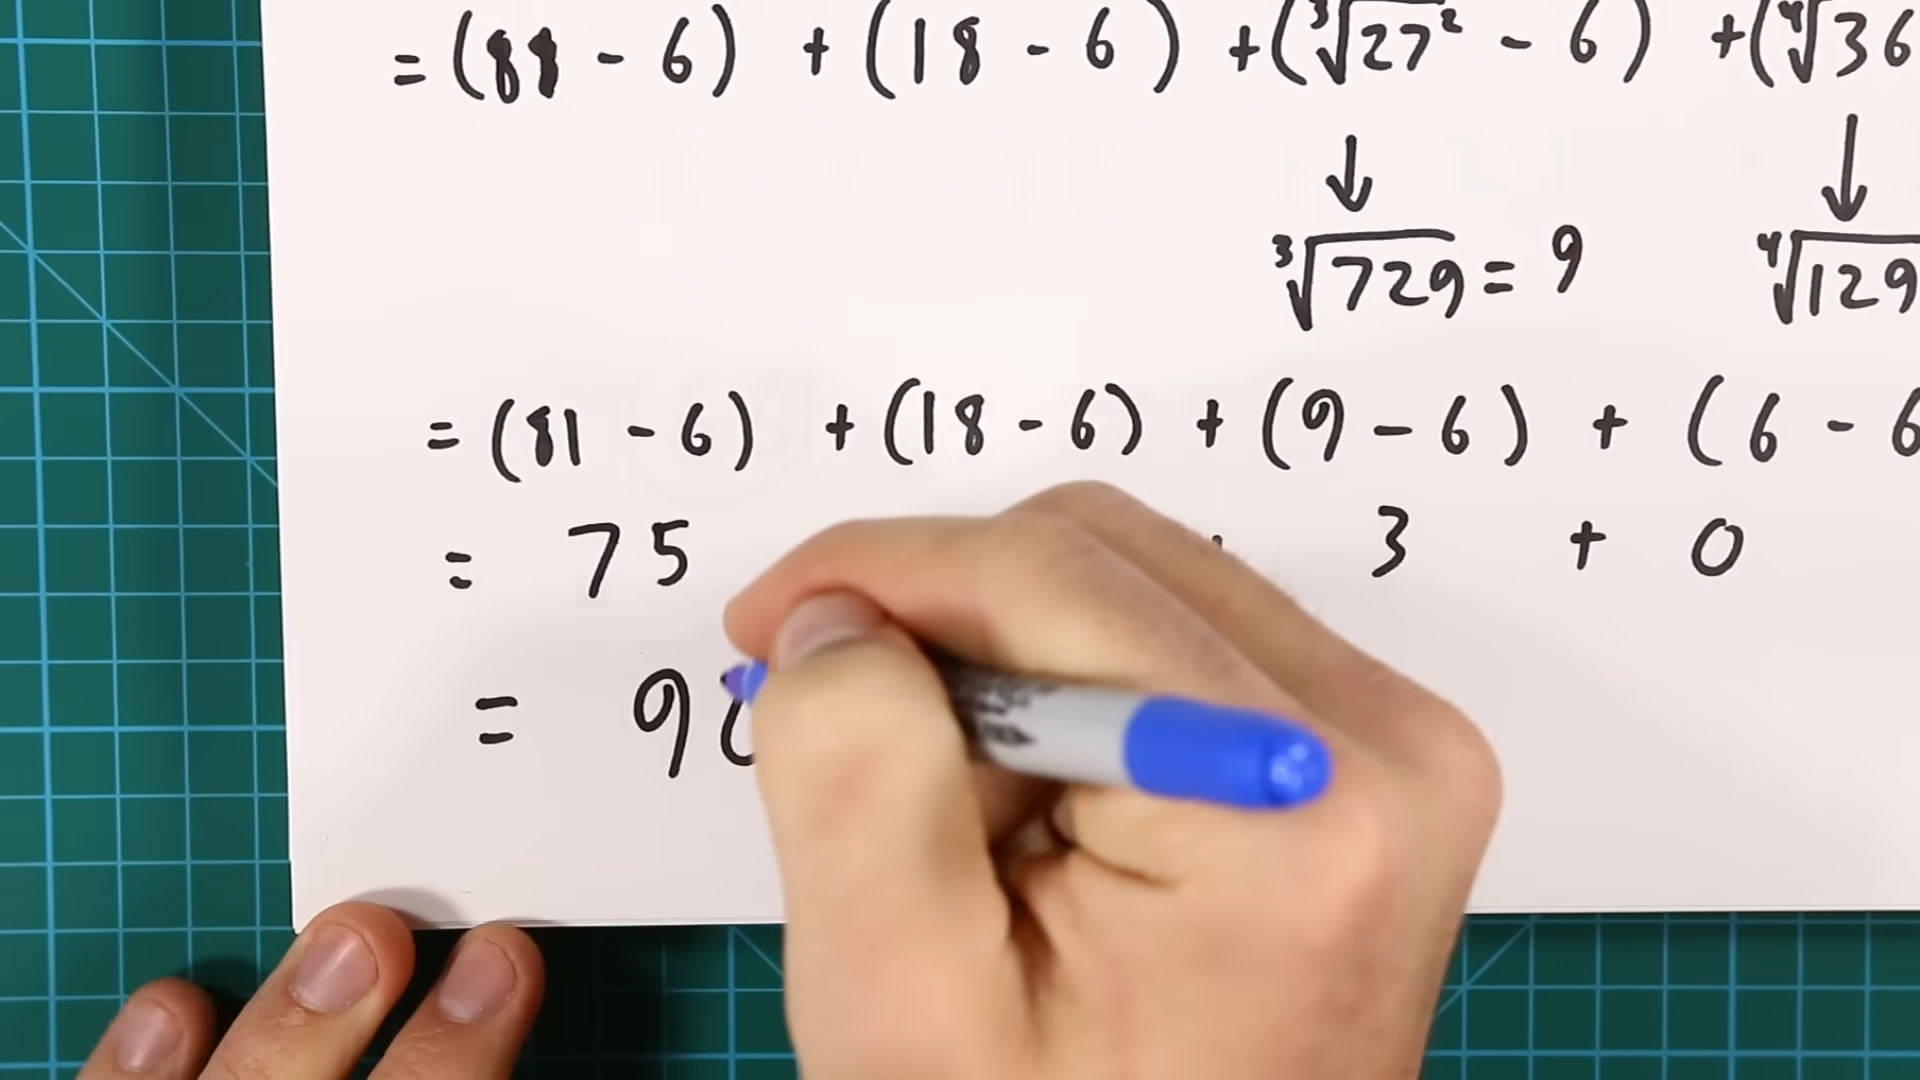 = (81 - 6) + (18 - 6) + (∛27² - 6) + (∜36
↓ ↓
∛729 = 9 ∜129
= (81 - 6) + (18 - 6) + (9 - 6) + (6 - 6
= 75 3 + 0
= 9